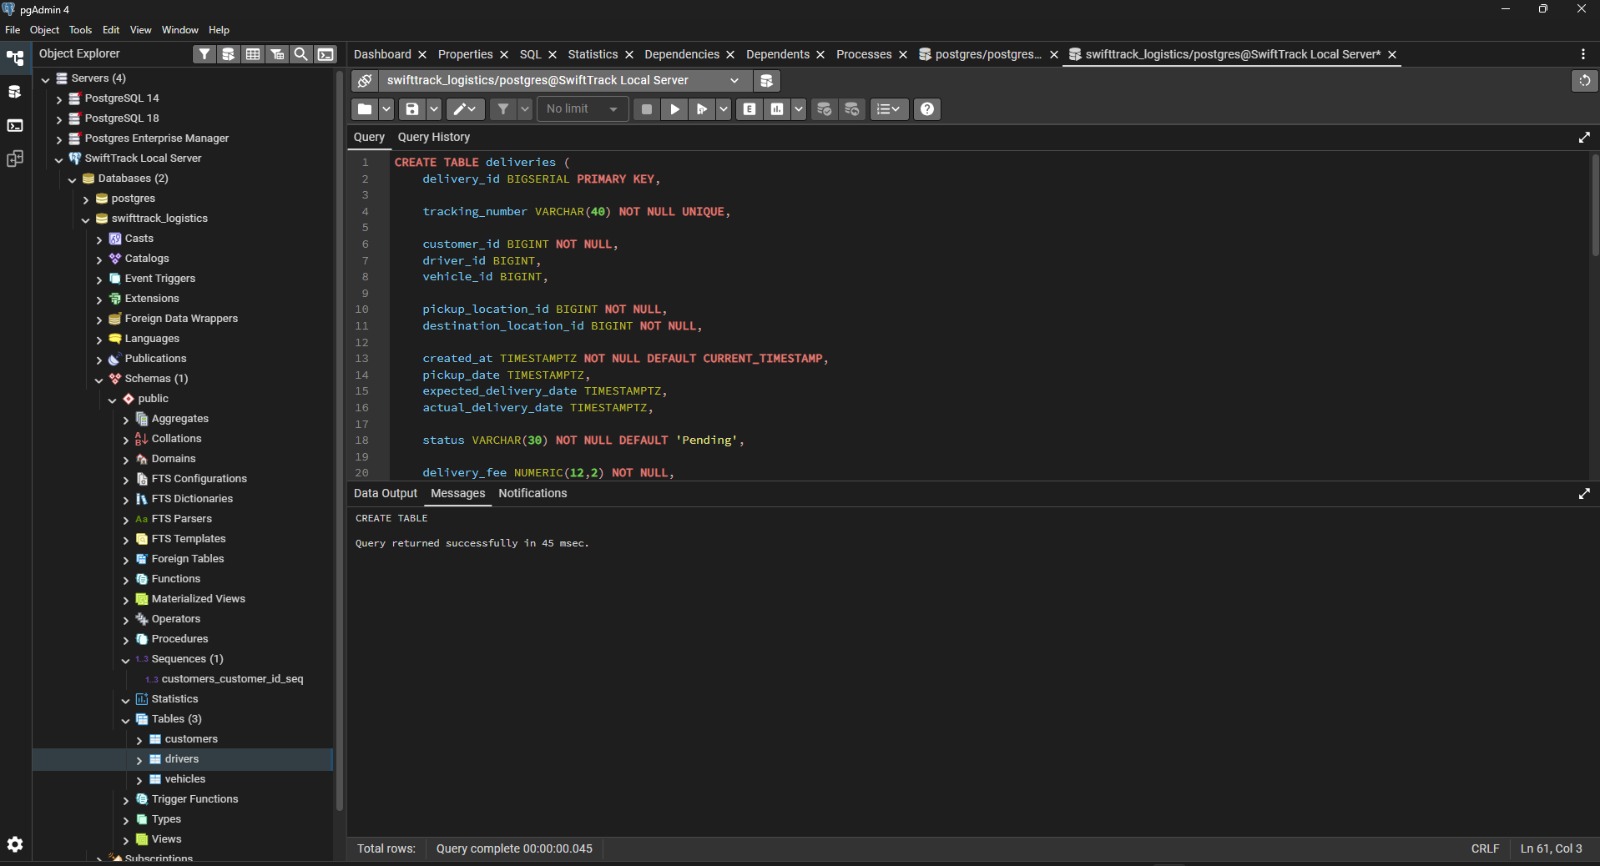 pgAdmin 4
File Object Tools Edit View Window Help
Object Explorer
Dashboard Properties SQL Statistics Dependencies Dependents Processes postgres/postgres... swifttrack_logistics/postgres@SwiftTrack Local Server*
Servers (4)
PostgreSQL 14
PostgreSQL 18
Postgres Enterprise Manager
SwiftTrack Local Server
Databases (2)
postgres
swifttrack_logistics
Casts
Catalogs
Event Triggers
Extensions
Foreign Data Wrappers
Languages
Publications
Schemas (1)
public
Aggregates
Collations
Domains
FTS Configurations
FTS Dictionaries
Aa FTS Parsers
FTS Templates
Foreign Tables
Functions
Materialized Views
Operators
Procedures
1..3 Sequences (1)
1..3 customers_customer_id_seq
Statistics
Tables (3)
customers
drivers
vehicles
Trigger Functions
Types
Views
Subscriptions
swifttrack_logistics/postgres@SwiftTrack Local Server
No limit
Query Query History
1 CREATE TABLE deliveries (
2 delivery_id BIGSERIAL PRIMARY KEY,
3
4 tracking_number VARCHAR(40) NOT NULL UNIQUE,
5
6 customer_id BIGINT NOT NULL,
7 driver_id BIGINT,
8 vehicle_id BIGINT,
9
10 pickup_location_id BIGINT NOT NULL,
11 destination_location_id BIGINT NOT NULL,
12
13 created_at TIMESTAMPTZ NOT NULL DEFAULT CURRENT_TIMESTAMP,
14 pickup_date TIMESTAMPTZ,
15 expected_delivery_date TIMESTAMPTZ,
16 actual_delivery_date TIMESTAMPTZ,
17
18 status VARCHAR(30) NOT NULL DEFAULT 'Pending',
19
20 delivery_fee NUMERIC(12,2) NOT NULL,
Data Output Messages Notifications
CREATE TABLE
Query returned successfully in 45 msec.
Total rows: Query complete 00:00:00.045 CRLF Ln 61, Col 3